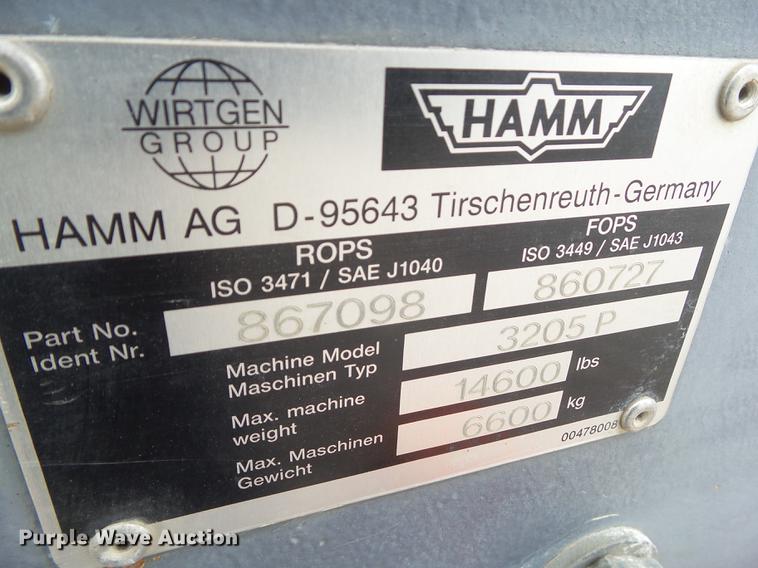 WIRTGEN
GROUP
HAMM
HAMM AG D-95643 Tirschenreuth-Germany
ROPS
ISO 3471 / SAE J1040
FOPS
ISO 3449 / SAE J1043
Part No.
Ident Nr.
867098
860727
Machine Model
Maschinen Typ
3205 P
Max. machine
weight
14600 lbs
Max. Maschinen
Gewicht
6600 kg
00478008
Purple Wave Auction